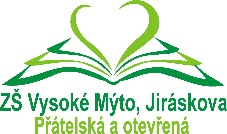 ZŠ Vysoké Mýto, Jiráskova
Přátelská a otevřená